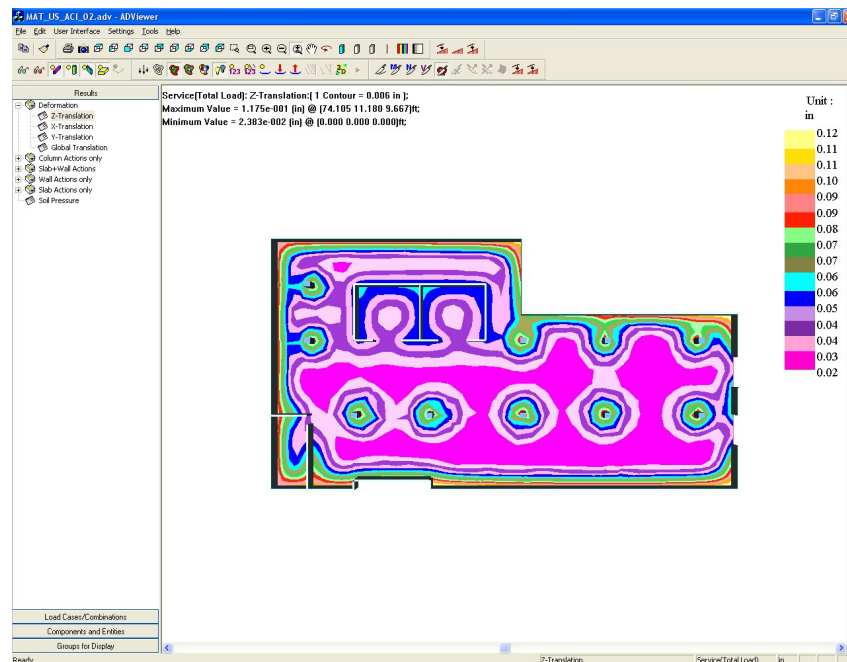 MAT_US_ACI_02.adv - ADViewer
File Edit User Interface Settings Tools Help
Results
Deformation
Z-Translation
X-Translation
Y-Translation
Global Translation
Column Actions only
Slab+Wall Actions
Wall Actions only
Slab Actions only
Soil Pressure
Service(Total Load): Z-Translation:( 1 Contour = 0.006 in );
Maximum Value = 1.175e-001 (in) @ (74.105 11.180 9.667)ft;
Minimum Value = 2.383e-002 (in) @ (0.000 0.000 0.000)ft;
Unit :
in
0.12
0.11
0.11
0.10
0.09
0.09
0.08
0.07
0.07
0.06
0.06
0.05
0.04
0.04
0.03
0.02
Load Cases/Combinations
Components and Entities
Groups for Display
Ready
Z-Translation
Service(Total Load)
in